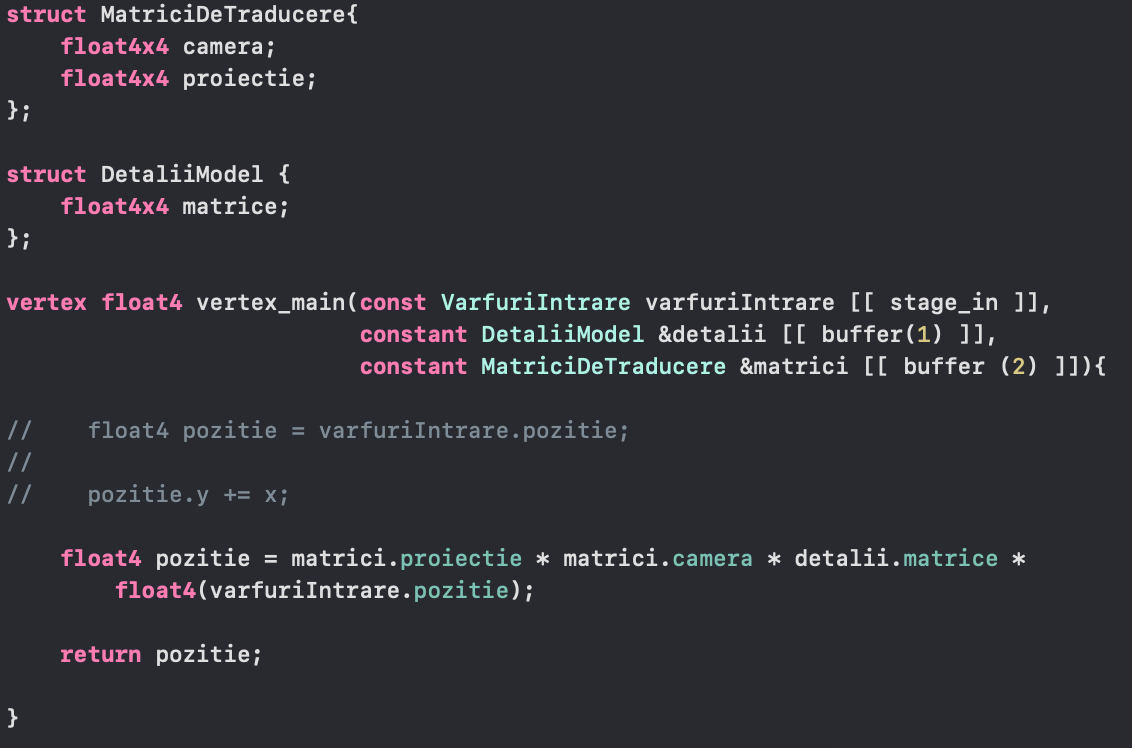 struct MatriciDeTraducere{
    float4x4 camera;
    float4x4 proiectie;
};

struct DetaliiModel {
    float4x4 matrice;
};

vertex float4 vertex_main(const VarfuriIntrare varfuriIntrare [[ stage_in ]],
                          constant DetaliiModel &detalii [[ buffer(1) ]],
                          constant MatriciDeTraducere &matrici [[ buffer (2) ]]){

//    float4 pozitie = varfuriIntrare.pozitie;
//
//    pozitie.y += x;

    float4 pozitie = matrici.proiectie * matrici.camera * detalii.matrice *
        float4(varfuriIntrare.pozitie);

    return pozitie;

}